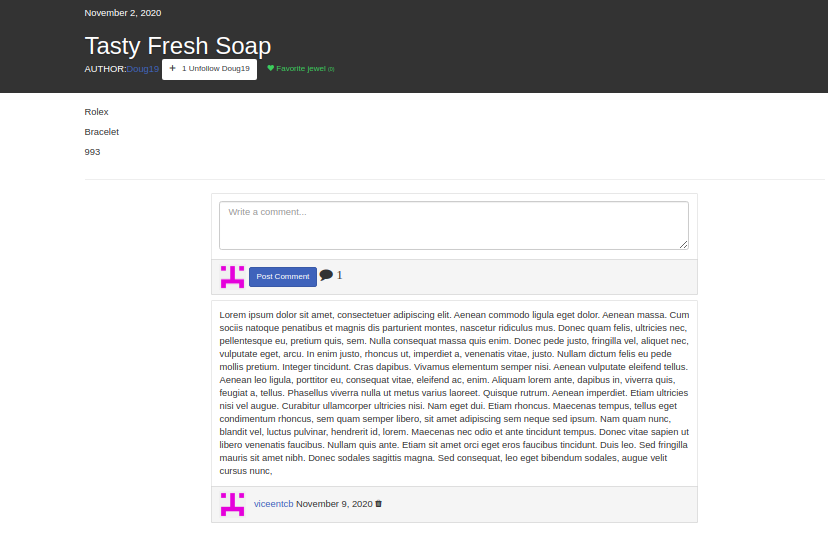 November 2, 2020
Tasty Fresh Soap
AUTHOR:Doug19 + 1 Unfollow Doug19 Favorite jewel (0)
Rolex
Bracelet
993
Write a comment...
Post Comment 1
Lorem ipsum dolor sit amet, consectetuer adipiscing elit. Aenean commodo ligula eget dolor. Aenean massa. Cum
sociis natoque penatibus et magnis dis parturient montes, nascetur ridiculus mus. Donec quam felis, ultricies nec,
pellentesque eu, pretium quis, sem. Nulla consequat massa quis enim. Donec pede justo, fringilla vel, aliquet nec,
vulputate eget, arcu. In enim justo, rhoncus ut, imperdiet a, venenatis vitae, justo. Nullam dictum felis eu pede
mollis pretium. Integer tincidunt. Cras dapibus. Vivamus elementum semper nisi. Aenean vulputate eleifend tellus.
Aenean leo ligula, porttitor eu, consequat vitae, eleifend ac, enim. Aliquam lorem ante, dapibus in, viverra quis,
feugiat a, tellus. Phasellus viverra nulla ut metus varius laoreet. Quisque rutrum. Aenean imperdiet. Etiam ultricies
nisi vel augue. Curabitur ullamcorper ultricies nisi. Nam eget dui. Etiam rhoncus. Maecenas tempus, tellus eget
condimentum rhoncus, sem quam semper libero, sit amet adipiscing sem neque sed ipsum. Nam quam nunc,
blandit vel, luctus pulvinar, hendrerit id, lorem. Maecenas nec odio et ante tincidunt tempus. Donec vitae sapien ut
libero venenatis faucibus. Nullam quis ante. Etiam sit amet orci eget eros faucibus tincidunt. Duis leo. Sed fringilla
mauris sit amet nibh. Donec sodales sagittis magna. Sed consequat, leo eget bibendum sodales, augue velit
cursus nunc,
viceentcb November 9, 2020